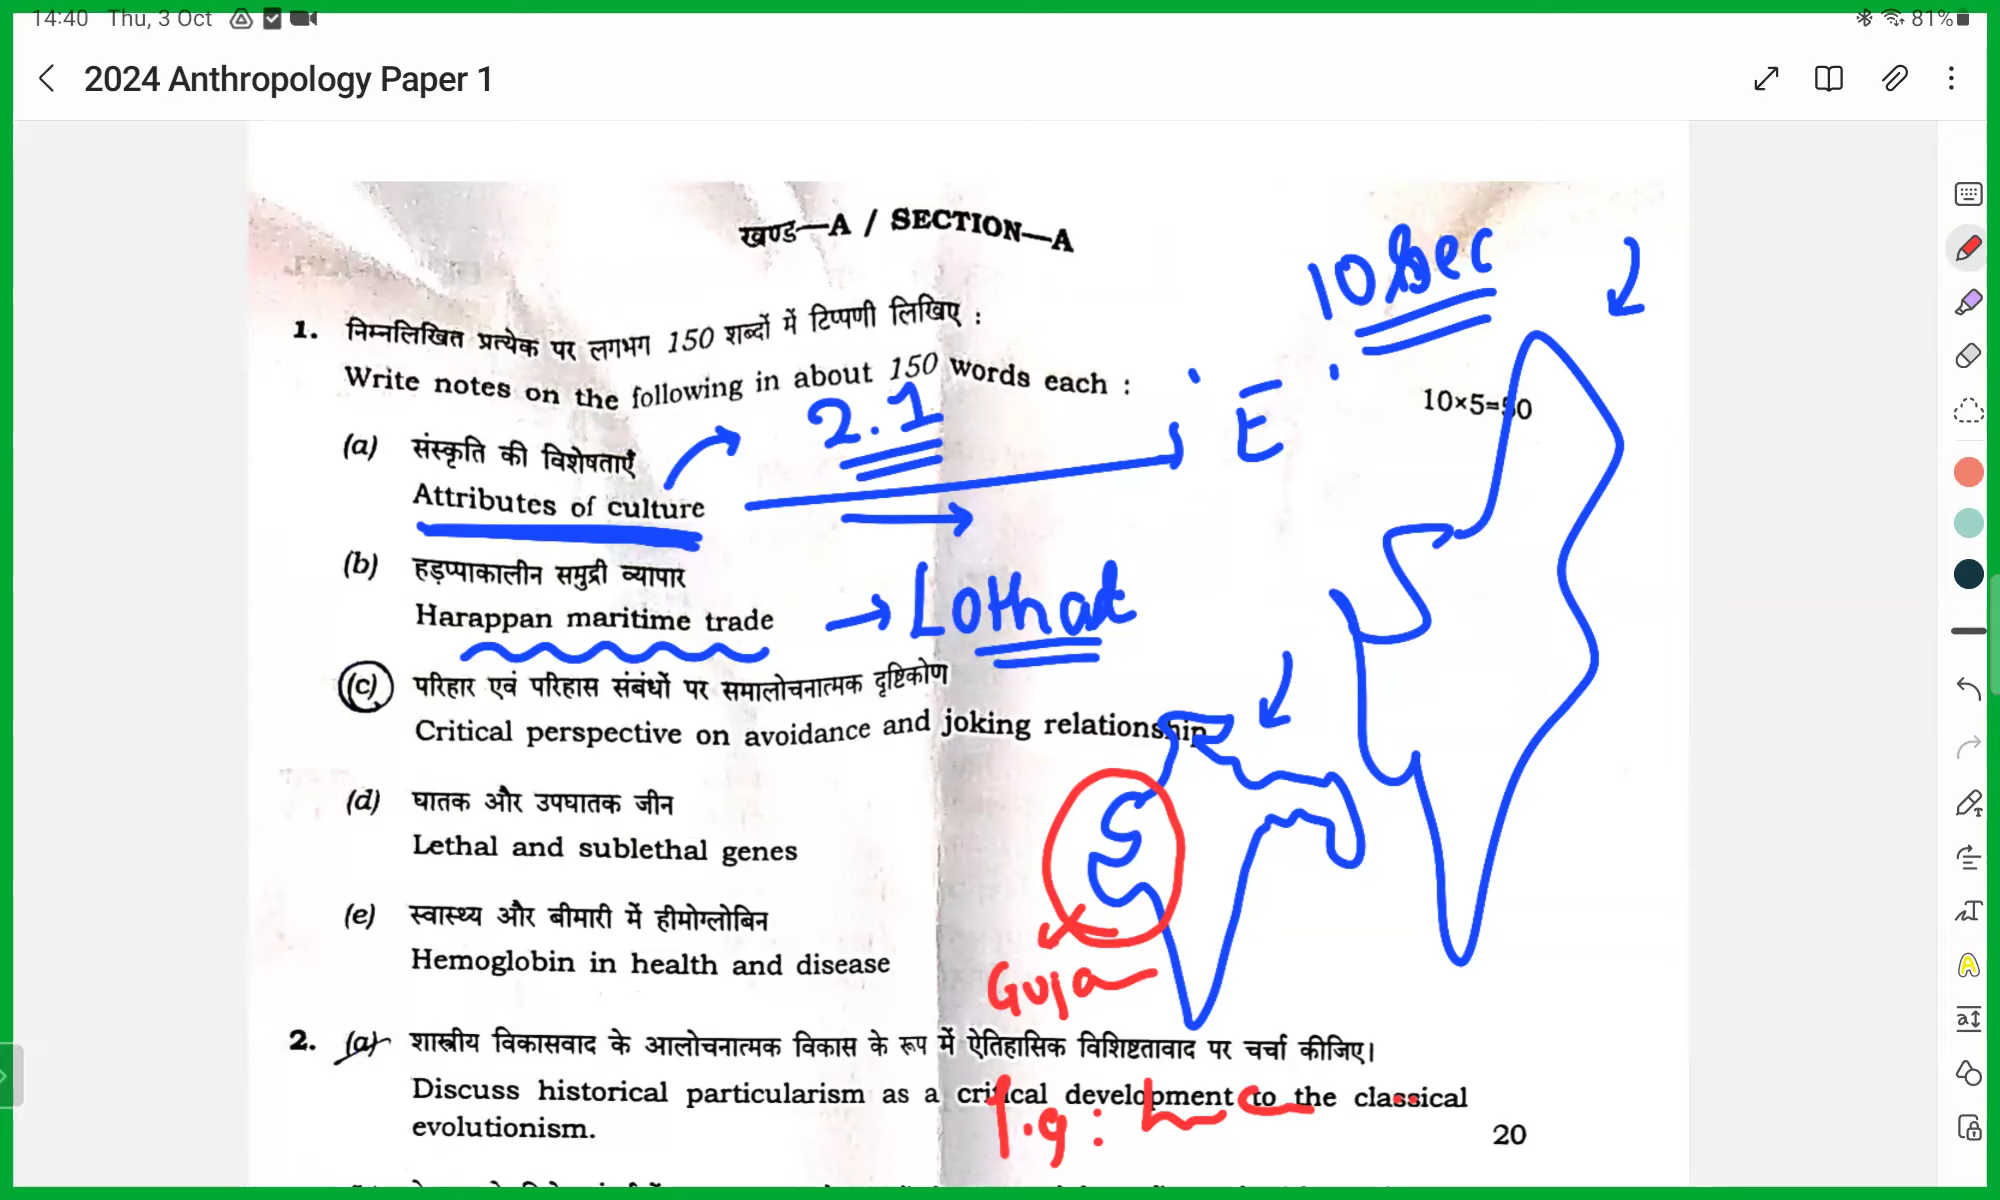 14:40 Thu, 3 Oct
81%
2024 Anthropology Paper 1
खण्ड—A / SECTION—A
10 Sec
1. निम्नलिखित प्रत्येक पर लगभग 150 शब्दों में टिप्पणी लिखिए :
Write notes on the following in about 150 words each :
10×5=50
2.1
E
(a) संस्कृति की विशेषताएँ
Attributes of culture
(b) हड़प्पाकालीन समुद्री व्यापार
Harappan maritime trade
Lothal
(c) परिहार एवं परिहास संबंधों पर समालोचनात्मक दृष्टिकोण
Critical perspective on avoidance and joking relationship
(d) घातक और उपघातक जीन
Lethal and sublethal genes
(e) स्वास्थ्य और बीमारी में हीमोग्लोबिन
Hemoglobin in health and disease
Guja
2. (a) शास्त्रीय विकासवाद के आलोचनात्मक विकास के रूप में ऐतिहासिक विशिष्टतावाद पर चर्चा कीजिए।
Discuss historical particularism as a critical development to the classical
evolutionism.
20